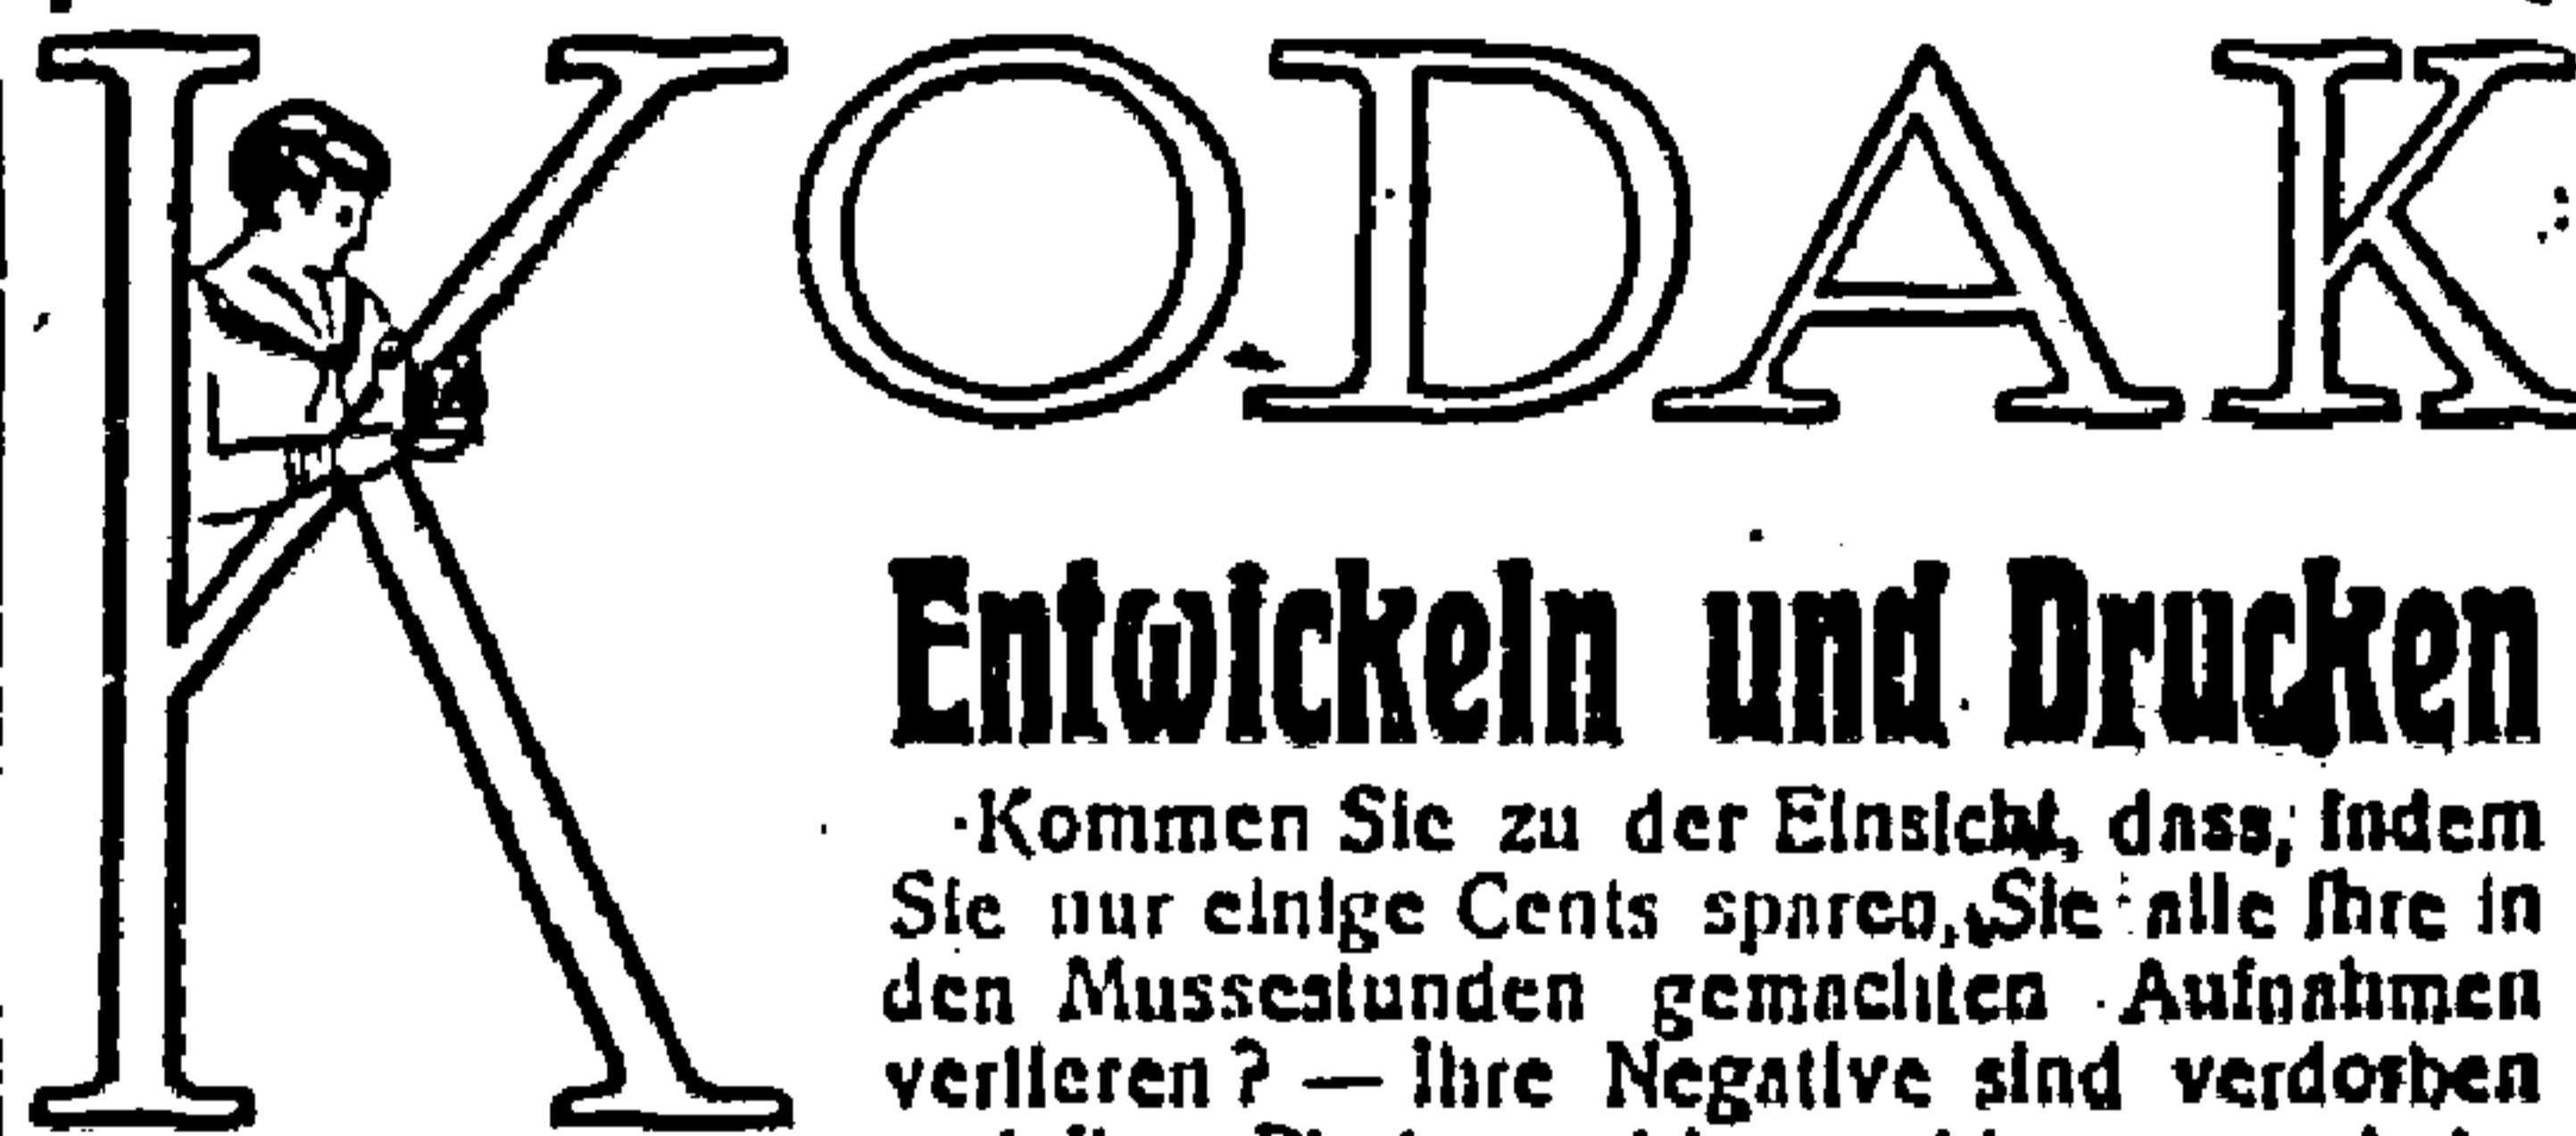 KODAK
Entwickeln und Drucken
Kommen Sie zu der Einsicht, dass, indem
Sie nur einige Cents sparen, Sie alle Ihre in
den Mussestunden gemachten Aufnahmen
verlieren? — Ihre Negative sind verdorben